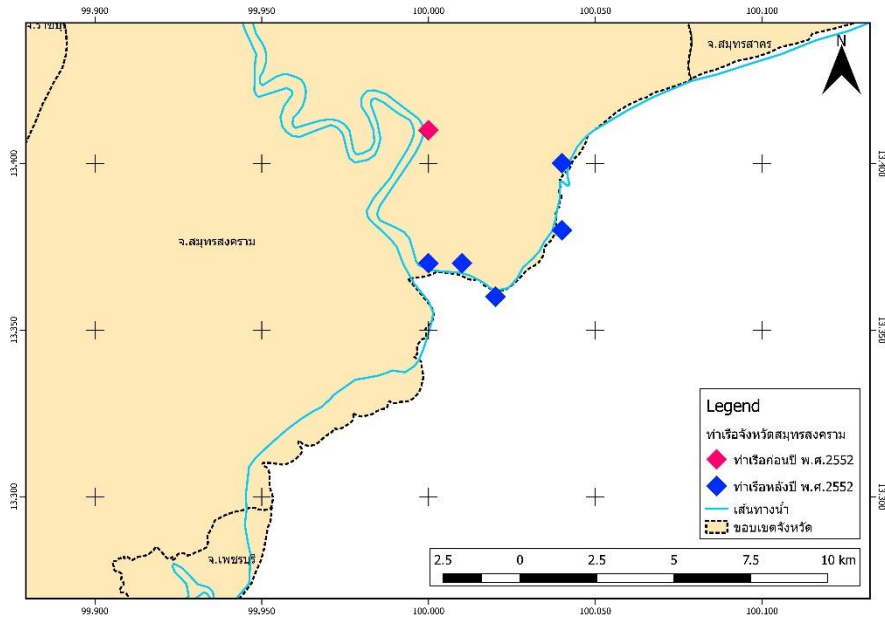 99.900 99.950 100.000 100.050 100.100
จ.สมุทรสาคร
N
13.400 13.400
จ.สมุทรสงคราม
13.350 13.350
Legend
ท่าเรือจังหวัดสมุทรสงคราม
ท่าเรือก่อนปี พ.ศ.2552
ท่าเรือหลังปี พ.ศ.2552
13.300 13.300
เส้นทางน้ำ
ขอบเขตจังหวัด
จ.เพชรบุรี
2.5 0 2.5 5 7.5 10 km
99.900 99.950 100.000 100.050 100.100